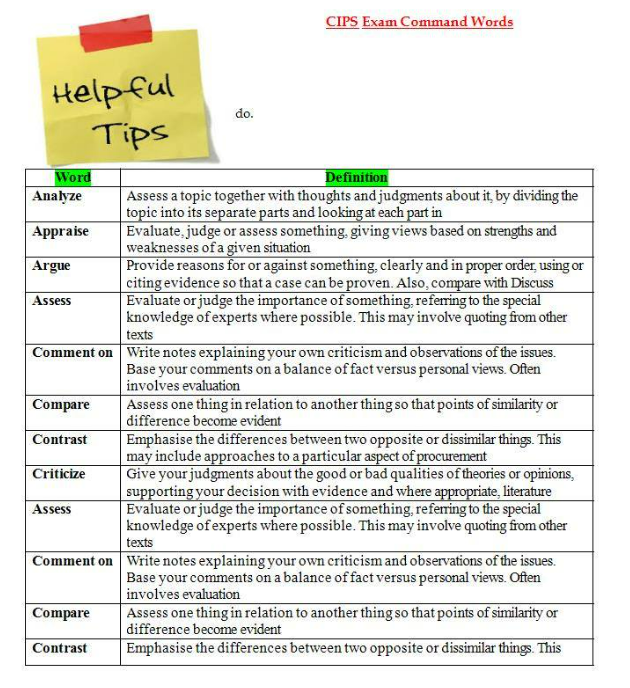 CIPS Exam Command Words
Helpful
Tips
do.
Word Definition
Analyze Assess a topic together with thoughts and judgments about it, by dividing the
topic into its separate parts and looking at each part in
Appraise Evaluate, judge or assess something, giving views based on strengths and
weaknesses of a given situation
Argue Provide reasons for or against something, clearly and in proper order, using or
citing evidence so that a case can be proven. Also, compare with Discuss
Assess Evaluate or judge the importance of something, referring to the special
knowledge of experts where possible. This may involve quoting from other
texts
Comment on Write notes explaining your own criticism and observations of the issues.
Base your comments on a balance of fact versus personal views. Often
involves evaluation
Compare Assess one thing in relation to another thing so that points of similarity or
difference become evident
Contrast Emphasise the differences between two opposite or dissimilar things. This
may include approaches to a particular aspect of procurement
Criticize Give your judgments about the good or bad qualities of theories or opinions,
supporting your decision with evidence and where appropriate, literature
Assess Evaluate or judge the importance of something, referring to the special
knowledge of experts where possible. This may involve quoting from other
texts
Comment on Write notes explaining your own criticism and observations of the issues.
Base your comments on a balance of fact versus personal views. Often
involves evaluation
Compare Assess one thing in relation to another thing so that points of similarity or
difference become evident
Contrast Emphasise the differences between two opposite or dissimilar things. This